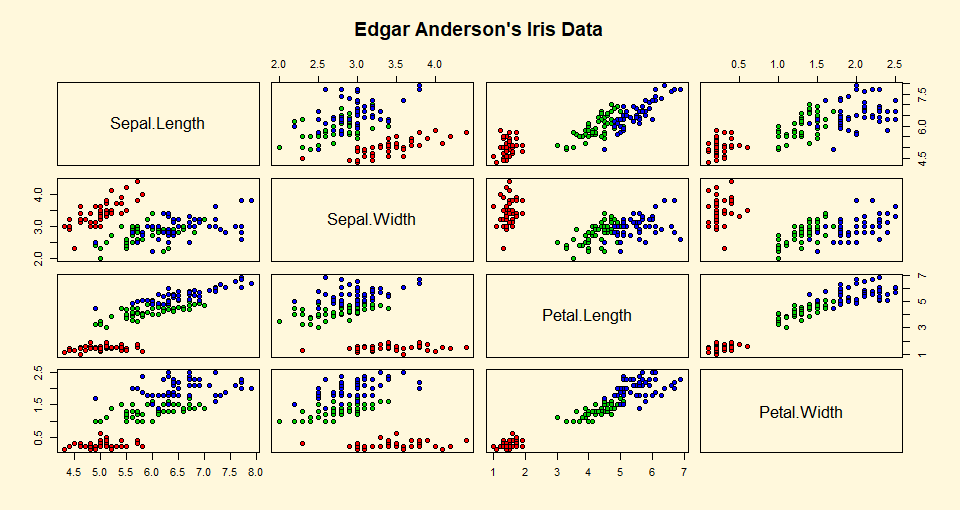 Edgar Anderson's Iris Data
2.0 2.5 3.0 3.5 4.0
0.5 1.0 1.5 2.0 2.5
Sepal.Length
4.5 6.0 7.5
2.0 3.0 4.0
Sepal.Width
Petal.Length
1 3 5 7
0.5 1.5 2.5
Petal.Width
4.5 5.0 5.5 6.0 6.5 7.0 7.5 8.0
1 2 3 4 5 6 7